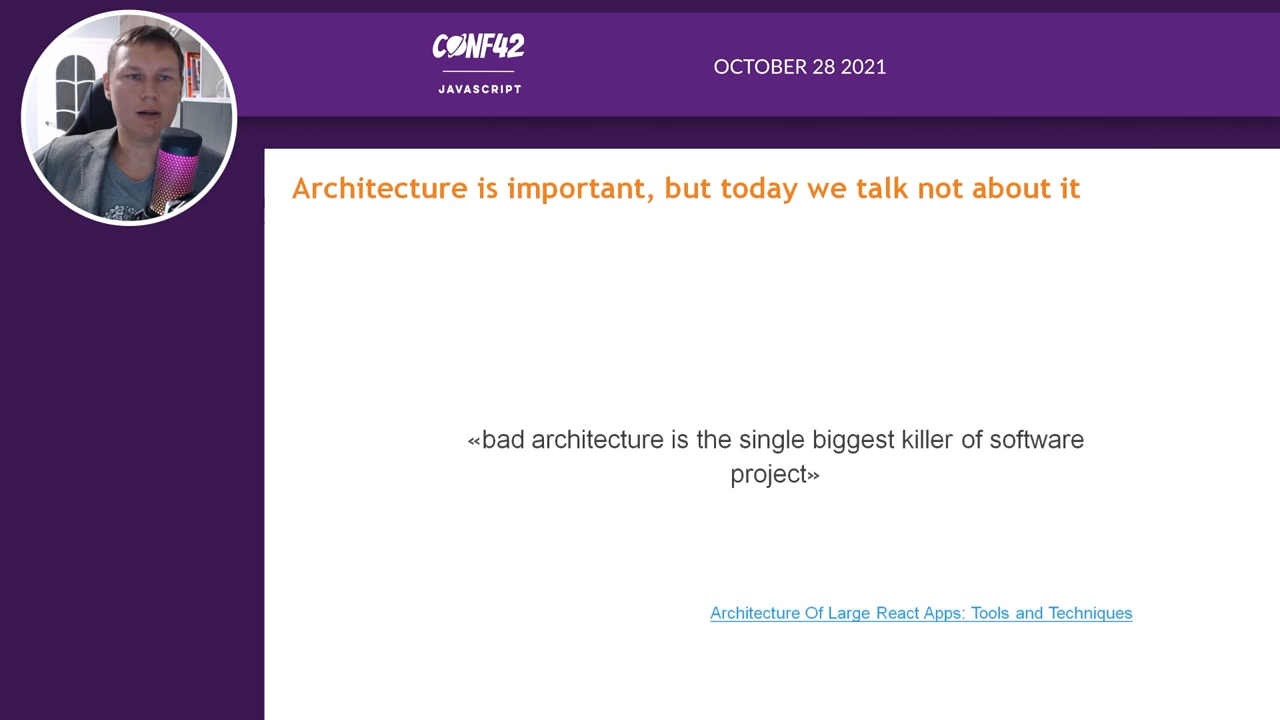 CONF42
JAVASCRIPT
OCTOBER 28 2021
Architecture is important, but today we talk not about it
«bad architecture is the single biggest killer of software
project»
Architecture Of Large React Apps: Tools and Techniques